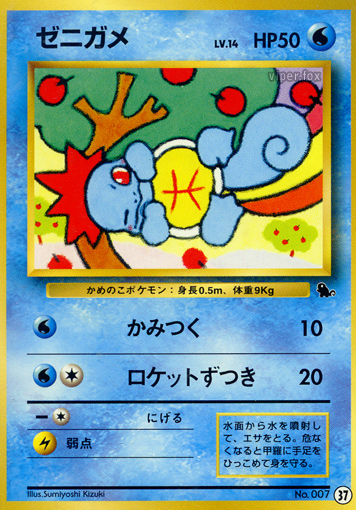 ゼニガメ LV.14 HP50
viper-fox
かめのこポケモン：身長0.5m、体重9Kg
かみつく 10
ロケットずつき 20
にげる
弱点
水面から水を噴射し
て、エサをとる。危な
くなると甲羅に手足を
ひっこめて身を守る。
Illus.Sumiyoshi Kizuki No.007 37